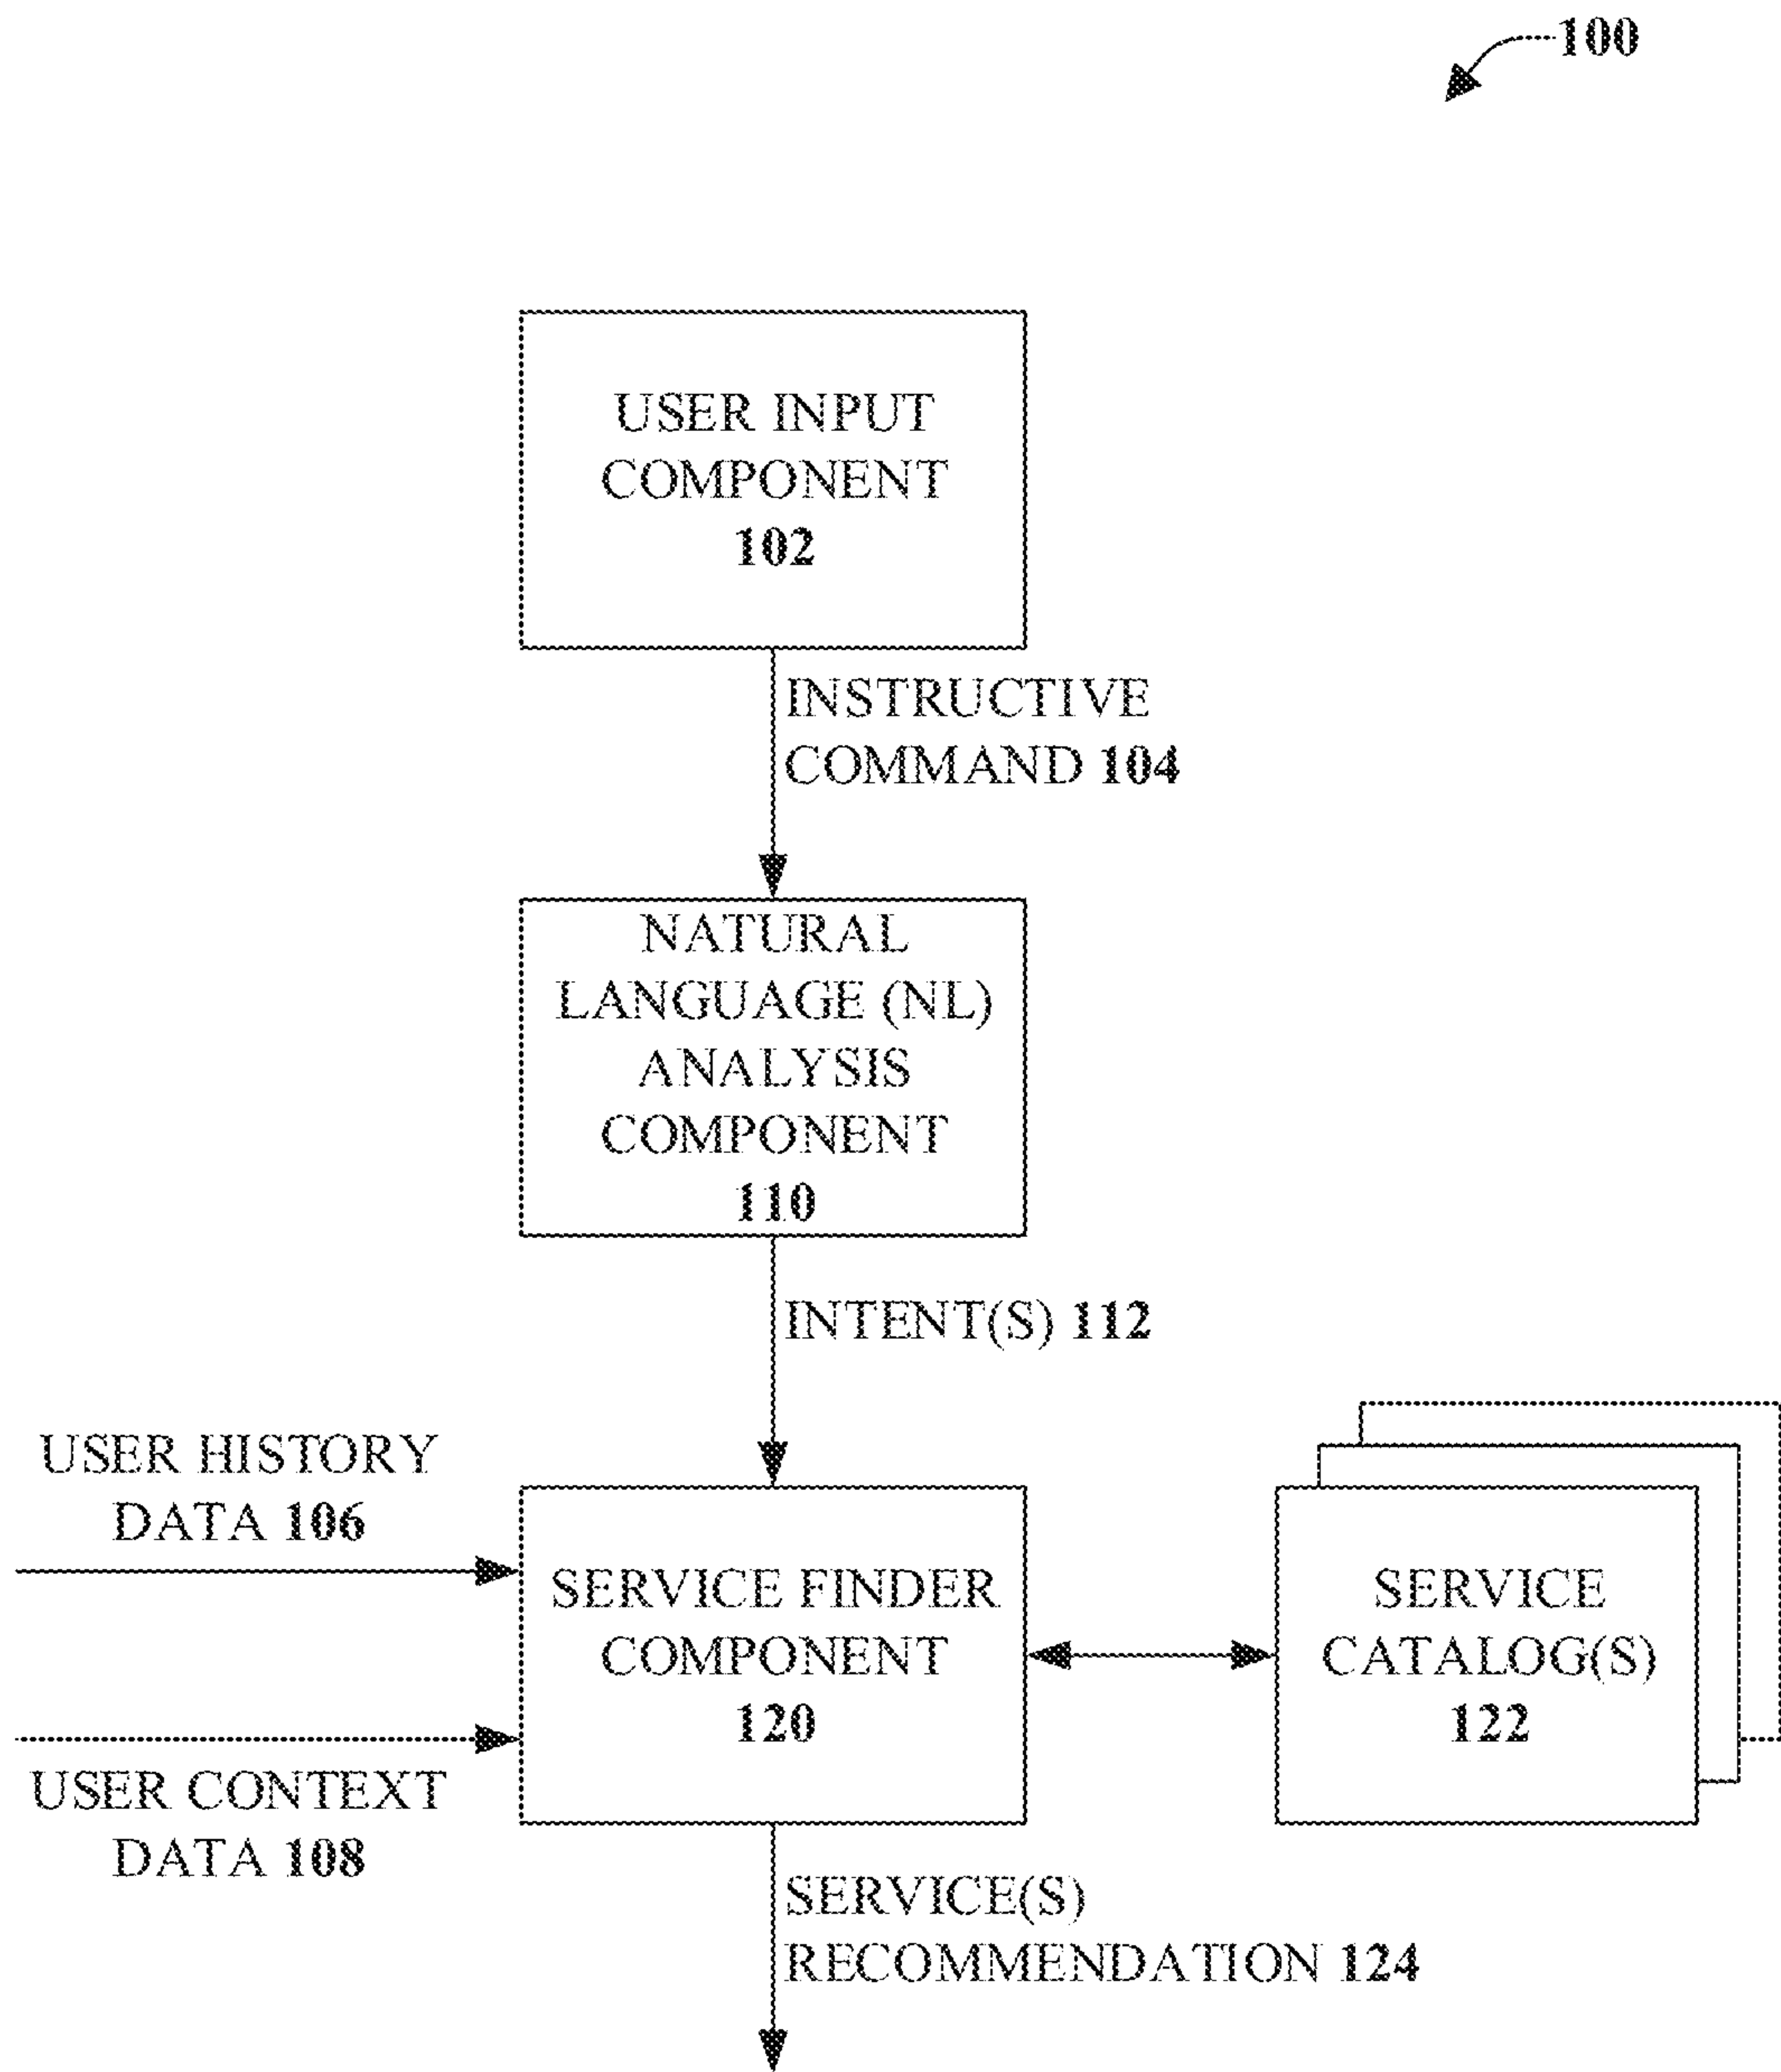 100
USER INPUT
COMPONENT
102
INSTRUCTIVE
COMMAND 104
NATURAL
LANGUAGE (NL)
ANALYSIS
COMPONENT
110
INTENT(S) 112
USER HISTORY
DATA 106
SERVICE FINDER
COMPONENT
120
SERVICE
CATALOG(S)
122
USER CONTEXT
DATA 108
SERVICE(S)
RECOMMENDATION 124